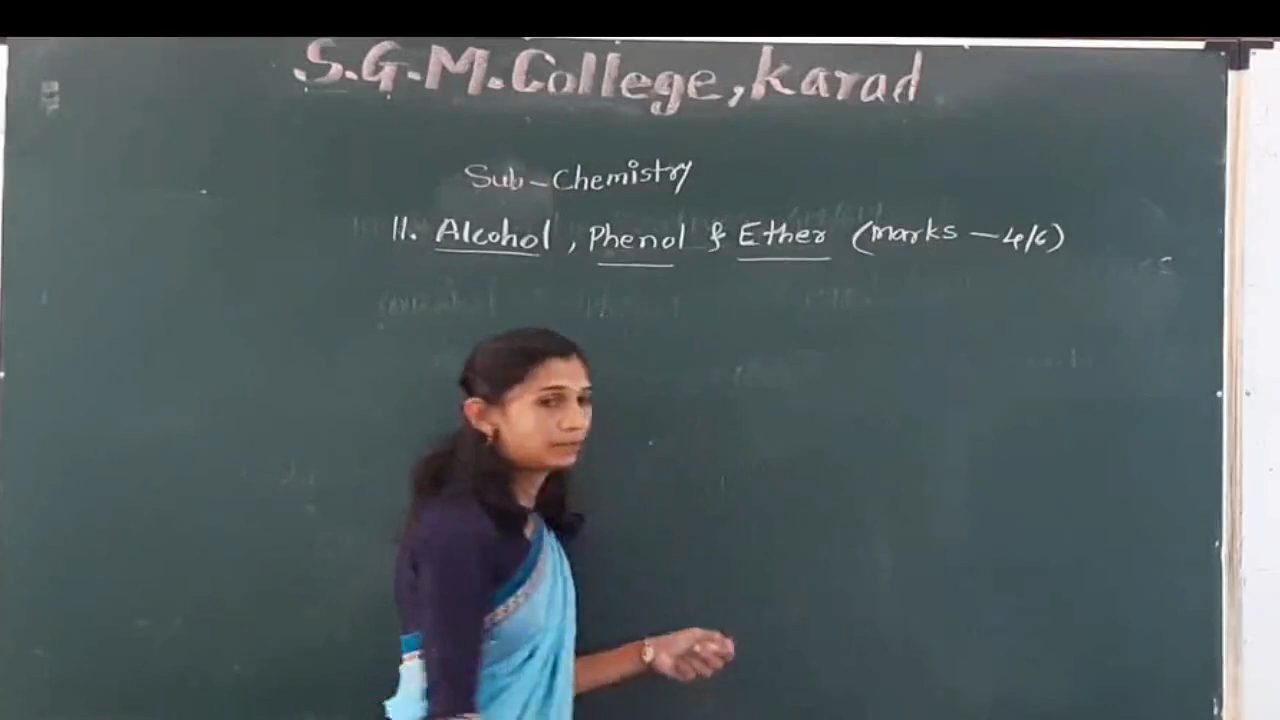 S.G.M.College, Karad
Sub-Chemistry
11. Alcohol, Phenol & Ether (Marks - 4/6)